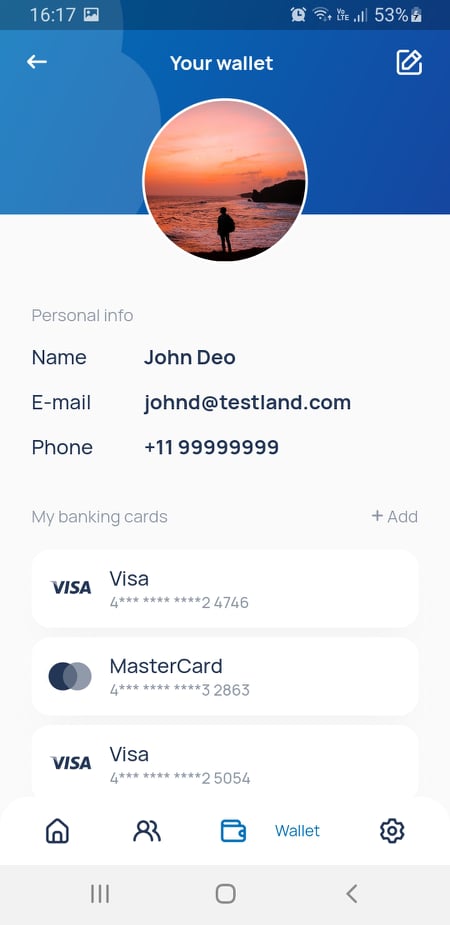 16:17 Vo LTE 53%
Your wallet
Personal info
Name John Deo
E-mail johnd@testland.com
Phone +11 99999999
My banking cards + Add
VISA Visa
4*** **** ****2 4746
MasterCard
4*** **** ****3 2863
VISA Visa
4*** **** ****2 5054
Wallet